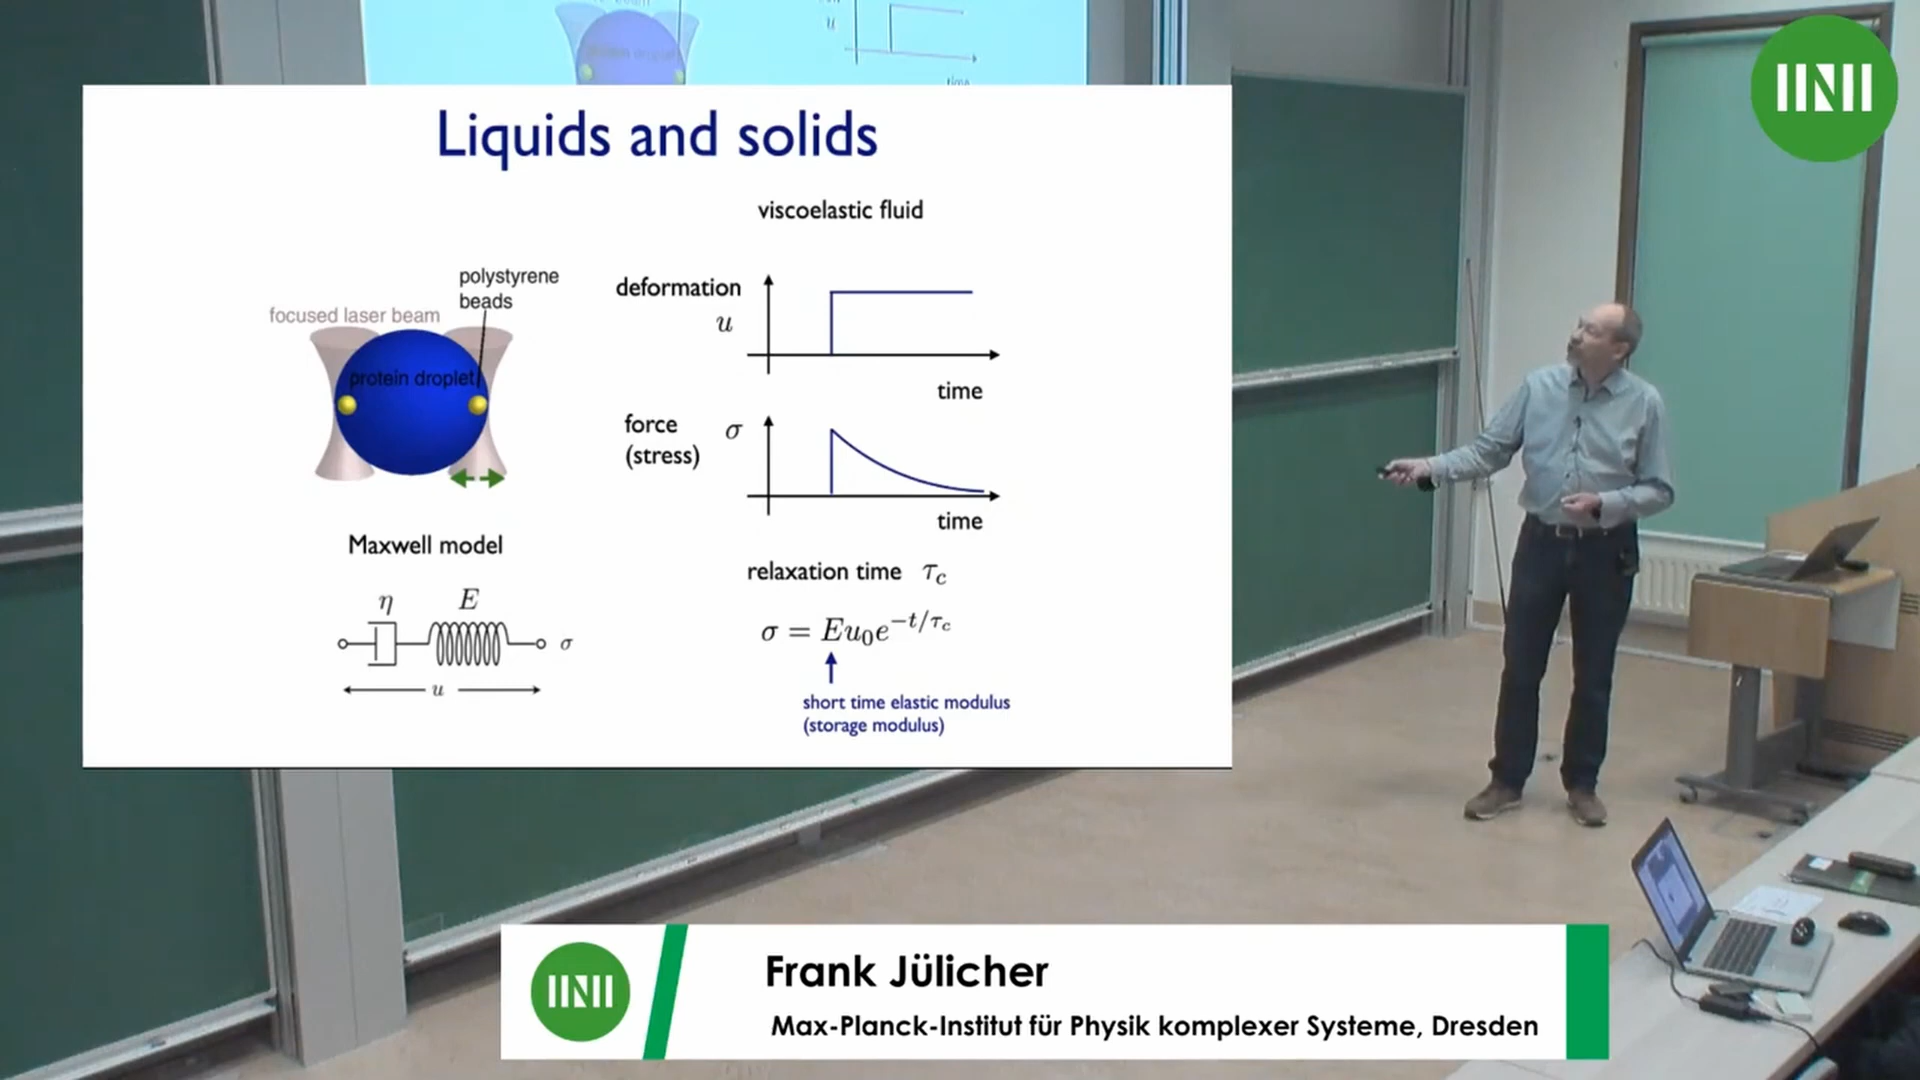 u
time
Liquids and solids
viscoelastic fluid
polystyrene
beads
focused laser beam
protein droplet
deformation
u
time
force
(stress)
σ
time
Maxwell model
η
E
σ
u
relaxation time τc
σ = Eu₀e^(−t/τc)
short time elastic modulus
(storage modulus)
Frank Jülicher
Max-Planck-Institut für Physik komplexer Systeme, Dresden